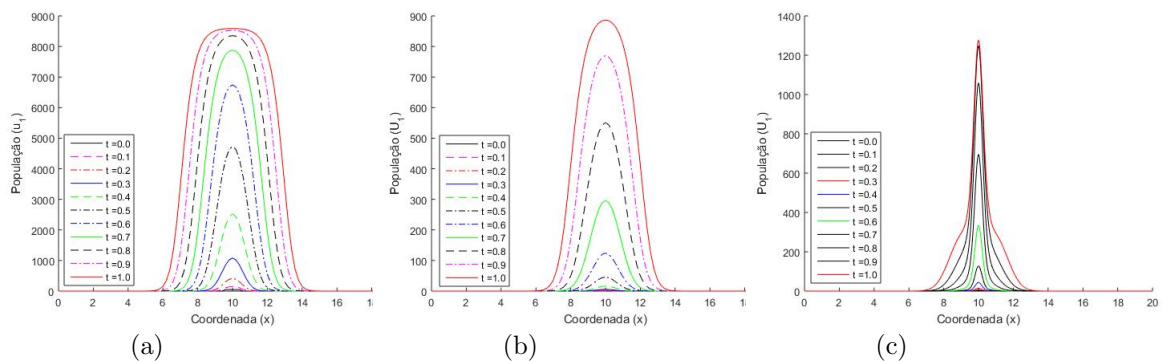 9000
8000
7000
6000
5000
4000
3000
2000
1000
0
População (u1)
t =0.0
t =0.1
t =0.2
t =0.3
t =0.4
t =0.5
t =0.6
t =0.7
t =0.8
t =0.9
t =1.0
0 2 4 6 8 10 12 14 16
Coordenada (x)
(a)
900
800
700
600
500
400
300
200
100
0
População (U1)
t =0.0
t =0.1
t =0.2
t =0.3
t =0.4
t =0.5
t =0.6
t =0.7
t =0.8
t =0.9
t =1.0
0 2 4 6 8 10 12 14 16
Coordenada (x)
(b)
1400
1200
1000
800
600
400
200
0
População (U1)
t =0.0
t =0.1
t =0.2
t =0.3
t =0.4
t =0.5
t =0.6
t =0.7
t =0.8
t =0.9
t =1.0
0 2 4 6 8 10 12 14 16 18 20
Coordenada (x)
(c)